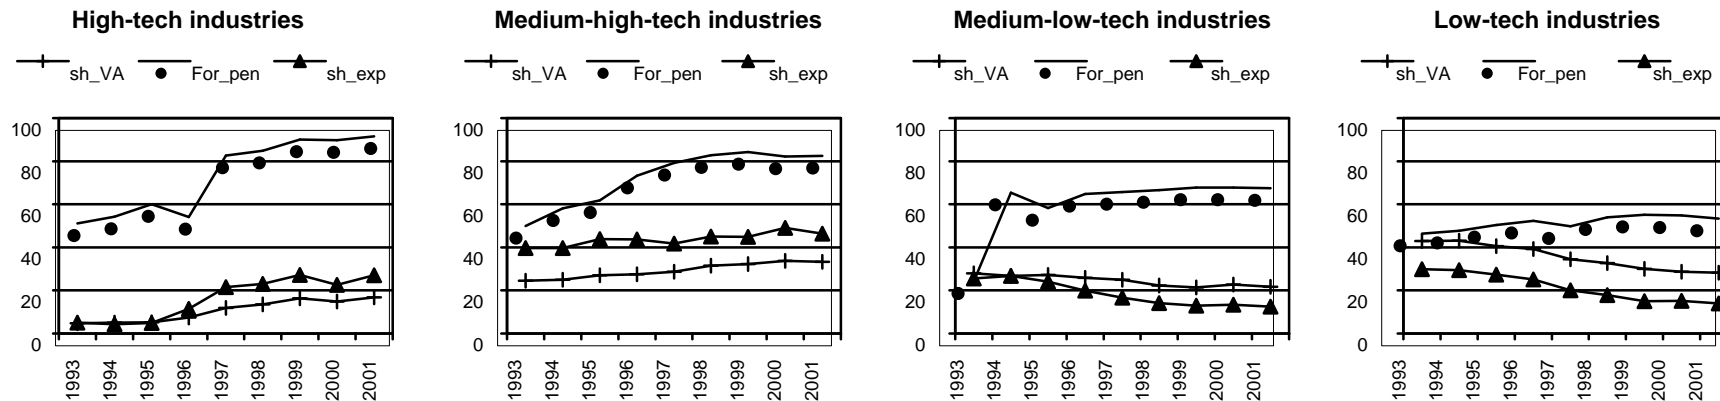 High-tech industries
Medium-high-tech industries
Medium-low-tech industries
Low-tech industries
sh_VA For_pen sh_exp
sh_VA For_pen sh_exp
sh_VA For_pen sh_exp
sh_VA For_pen sh_exp
100
80
60
40
20
0
1993 1994 1995 1996 1997 1998 1999 2000 2001
100
80
60
40
20
0
1993 1994 1995 1996 1997 1998 1999 2000 2001
100
80
60
40
20
0
1993 1994 1995 1996 1997 1998 1999 2000 2001
100
80
60
40
20
0
1993 1994 1995 1996 1997 1998 1999 2000 2001